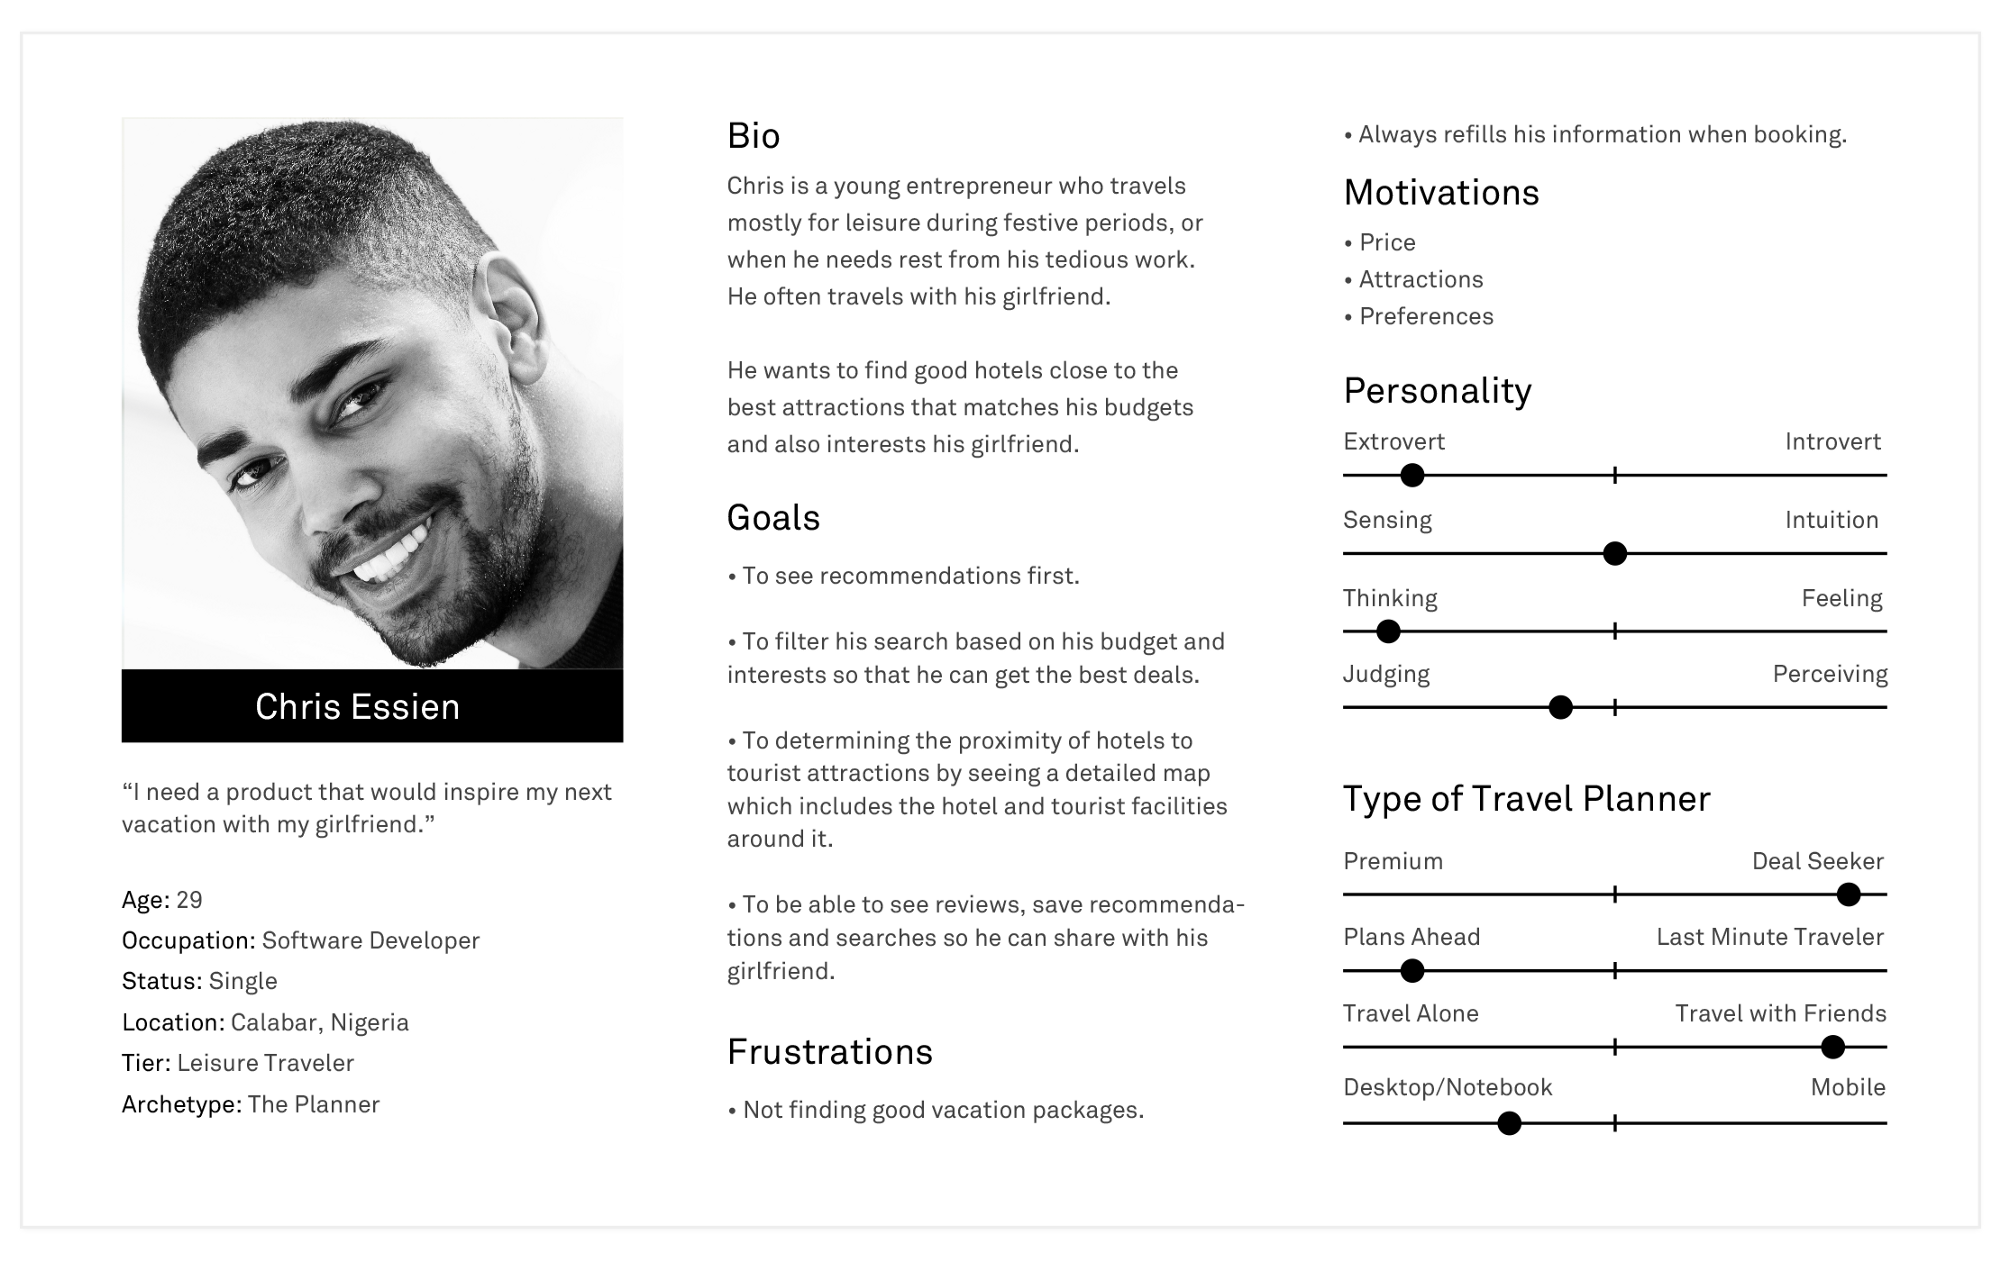 Chris Essien
“I need a product that would inspire my next
vacation with my girlfriend.”
Age: 29
Occupation: Software Developer
Status: Single
Location: Calabar, Nigeria
Tier: Leisure Traveler
Archetype: The Planner
Bio
Chris is a young entrepreneur who travels
mostly for leisure during festive periods, or
when he needs rest from his tedious work.
He often travels with his girlfriend.
He wants to find good hotels close to the
best attractions that matches his budgets
and also interests his girlfriend.
Goals
• To see recommendations first.
• To filter his search based on his budget and
interests so that he can get the best deals.
• To determining the proximity of hotels to
tourist attractions by seeing a detailed map
which includes the hotel and tourist facilities
around it.
• To be able to see reviews, save recommenda-
tions and searches so he can share with his
girlfriend.
Frustrations
• Not finding good vacation packages.
• Always refills his information when booking.
Motivations
• Price
• Attractions
• Preferences
Personality
Extrovert Introvert
Sensing Intuition
Thinking Feeling
Judging Perceiving
Type of Travel Planner
Premium Deal Seeker
Plans Ahead Last Minute Traveler
Travel Alone Travel with Friends
Desktop/Notebook Mobile